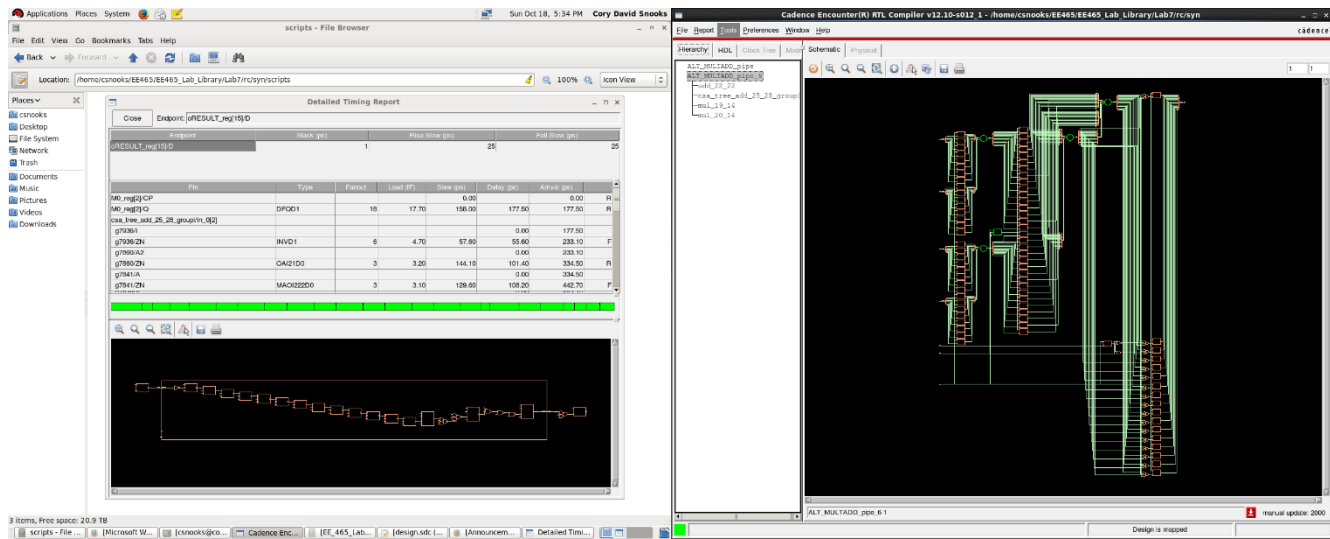 Applications Places System Sun Oct 18, 5:34 PM Cory David Snooks
scripts - File Browser
File Edit View Go Bookmarks Tabs Help
Back Forward
Location: /home/csnooks/EE465/EE465_Lab_Library/Lab7/rc/syn/scripts 100% Icon View
Places
csnooks
Desktop
File System
Network
Trash
Documents
Music
Pictures
Videos
Downloads
Detailed Timing Report
Close Endpoint: oRESULT_reg[15]/D
Endpoint Slack (ps) Rise Slew (ps) Fall Slew (ps)
oRESULT_reg[15]/D 1 25 25
Pin Type Fanout Load (fF) Slew (ps) Delay (ps) Arrival (ps)
M0_reg[2]/CP 0.00 0.00 R
M0_reg[2]/Q DFQD1 18 17.70 158.00 177.50 177.50 R
csa_tree_add_25_28_groupi/in_0[2]
g7936/I 0.00 177.50
g7936/ZN INVD1 6 4.70 57.60 55.60 233.10 F
g7860/A2 0.00 233.10
g7860/ZN OAI21D0 3 3.20 144.10 101.40 334.50 R
g7841/A 0.00 334.50
g7841/ZN MAOI222D0 3 3.10 129.60 108.20 442.70 F
3 items, Free space: 20.9 TB
scripts - File ... [Microsoft W... [csnooks@co... Cadence Enc... [EE_465_Lab... [design.sdc (... [Announcem... Detailed Timi...
Cadence Encounter(R) RTL Compiler v12.10-s012_1 - /home/csnooks/EE465/EE465_Lab_Library/Lab7/rc/syn
File Report Tools Preferences Window Help cādence
Hierarchy HDL Clock Tree Schematic Physical
1 1
ALT_MULTADD_pipe
ALT_MULTADD_pipe_6
add_22_22
csa_tree_add_25_28_groupi
mul_19_14
mul_20_14
ALT_MULTADD_pipe_6 1 manual update: 2000
Design is mapped